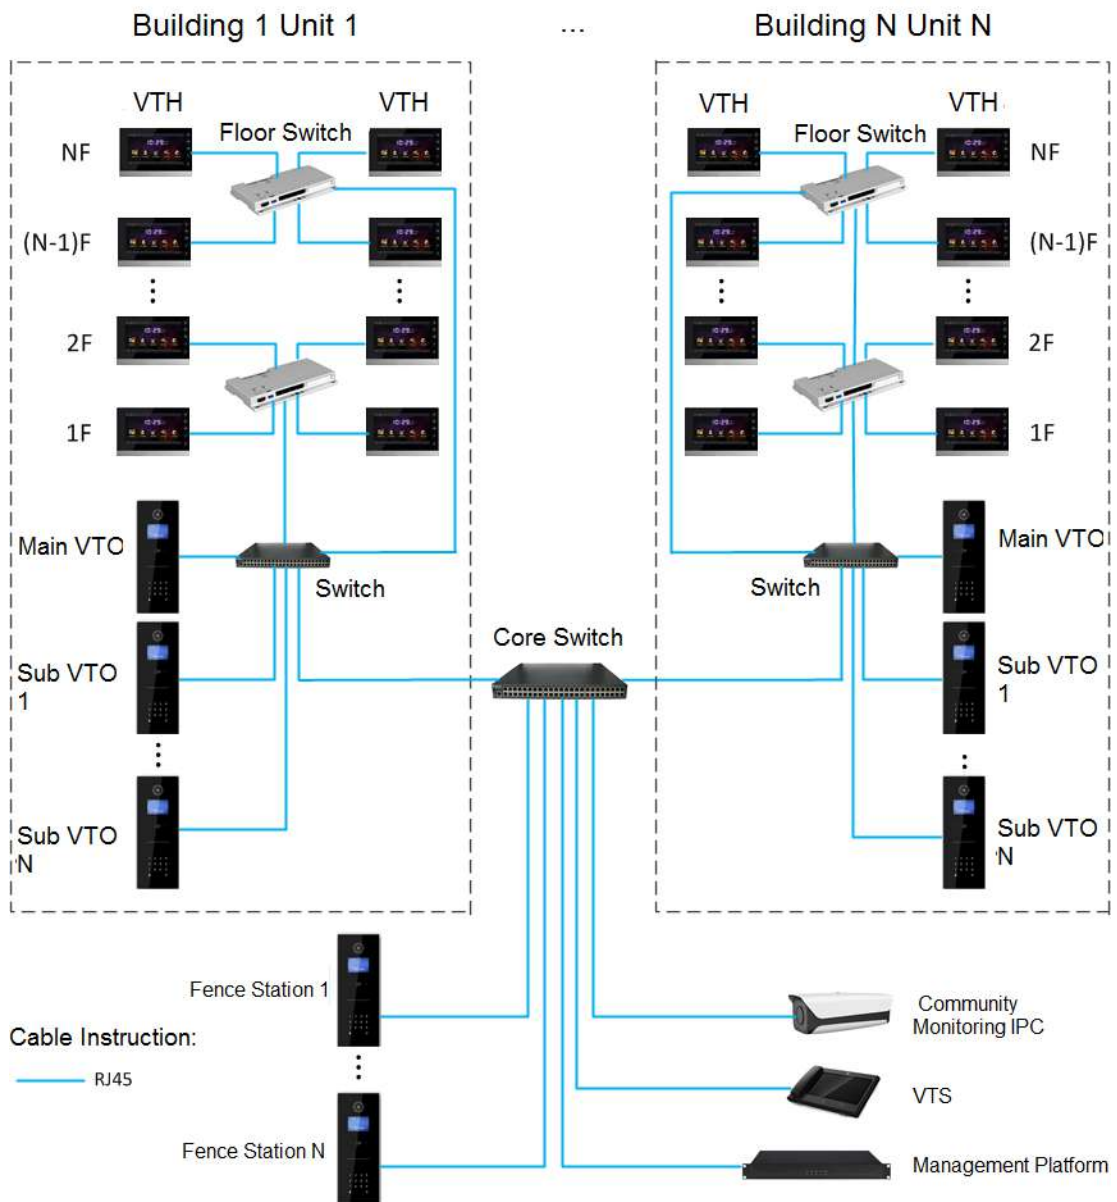 Building 1 Unit 1
...
Building N Unit N
VTH
VTH
VTH
VTH
Floor Switch
Floor Switch
NF
NF
(N-1)F
(N-1)F
2F
2F
1F
1F
Main VTO
Main VTO
Switch
Switch
Core Switch
Sub VTO
1
Sub VTO
1
Sub VTO
N
Sub VTO
N
Fence Station 1
Community
Monitoring IPC
Cable Instruction:
RJ45
VTS
Fence Station N
Management Platform